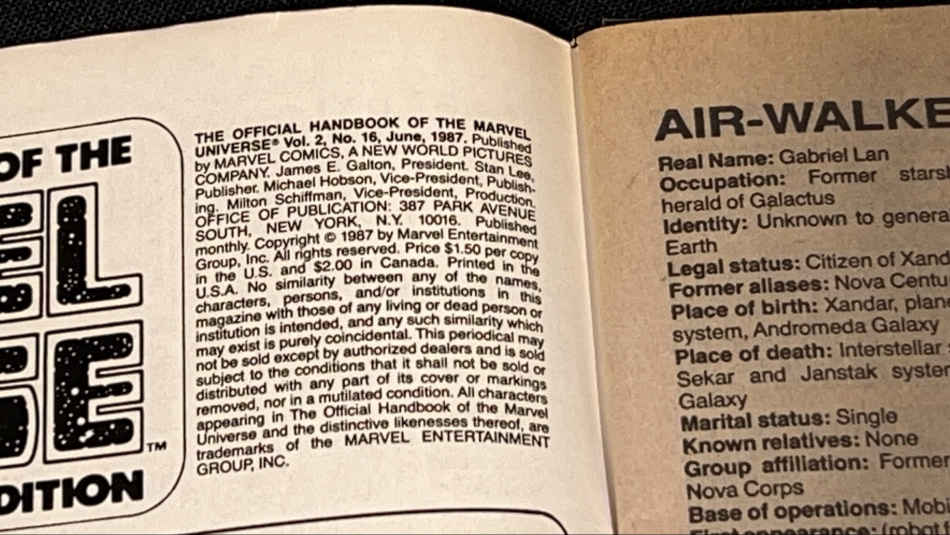 OF THE
EL
SE
™
DITION
THE OFFICIAL HANDBOOK OF THE MARVEL
UNIVERSE® Vol. 2, No. 16, June, 1987. Published
by MARVEL COMICS, A NEW WORLD PICTURES
COMPANY. James E. Galton, President. Stan Lee,
Publisher. Michael Hobson, Vice-President, Publish-
ing. Milton Schiffman, Vice-President, Production.
OFFICE OF PUBLICATION: 387 PARK AVENUE
SOUTH, NEW YORK, N.Y. 10016. Published
monthly. Copyright © 1987 by Marvel Entertainment
Group, Inc. All rights reserved. Price $1.50 per copy
in the U.S. and $2.00 in Canada. Printed in the
U.S.A. No similarity between any of the names,
characters, persons, and/or institutions in this
magazine with those of any living or dead person or
institution is intended, and any such similarity which
may exist is purely coincidental. This periodical may
not be sold except by authorized dealers and is sold
subject to the conditions that it shall not be sold or
distributed with any part of its cover or markings
removed, nor in a mutilated condition. All characters
appearing in The Official Handbook of the Marvel
Universe and the distinctive likenesses thereof, are
trademarks of the MARVEL ENTERTAINMENT
GROUP, INC.
AIR-WALKE
Real Name: Gabriel Lan
Occupation: Former starsh
herald of Galactus
Identity: Unknown to genera
Earth
Legal status: Citizen of Xand
Former aliases: Nova Centu
Place of birth: Xandar, plan
system, Andromeda Galaxy
Place of death: Interstellar
Sekar and Janstak system
Galaxy
Marital status: Single
Known relatives: None
Group affiliation: Former
Nova Corps
Base of operations: Mobi
First appearance: (robot